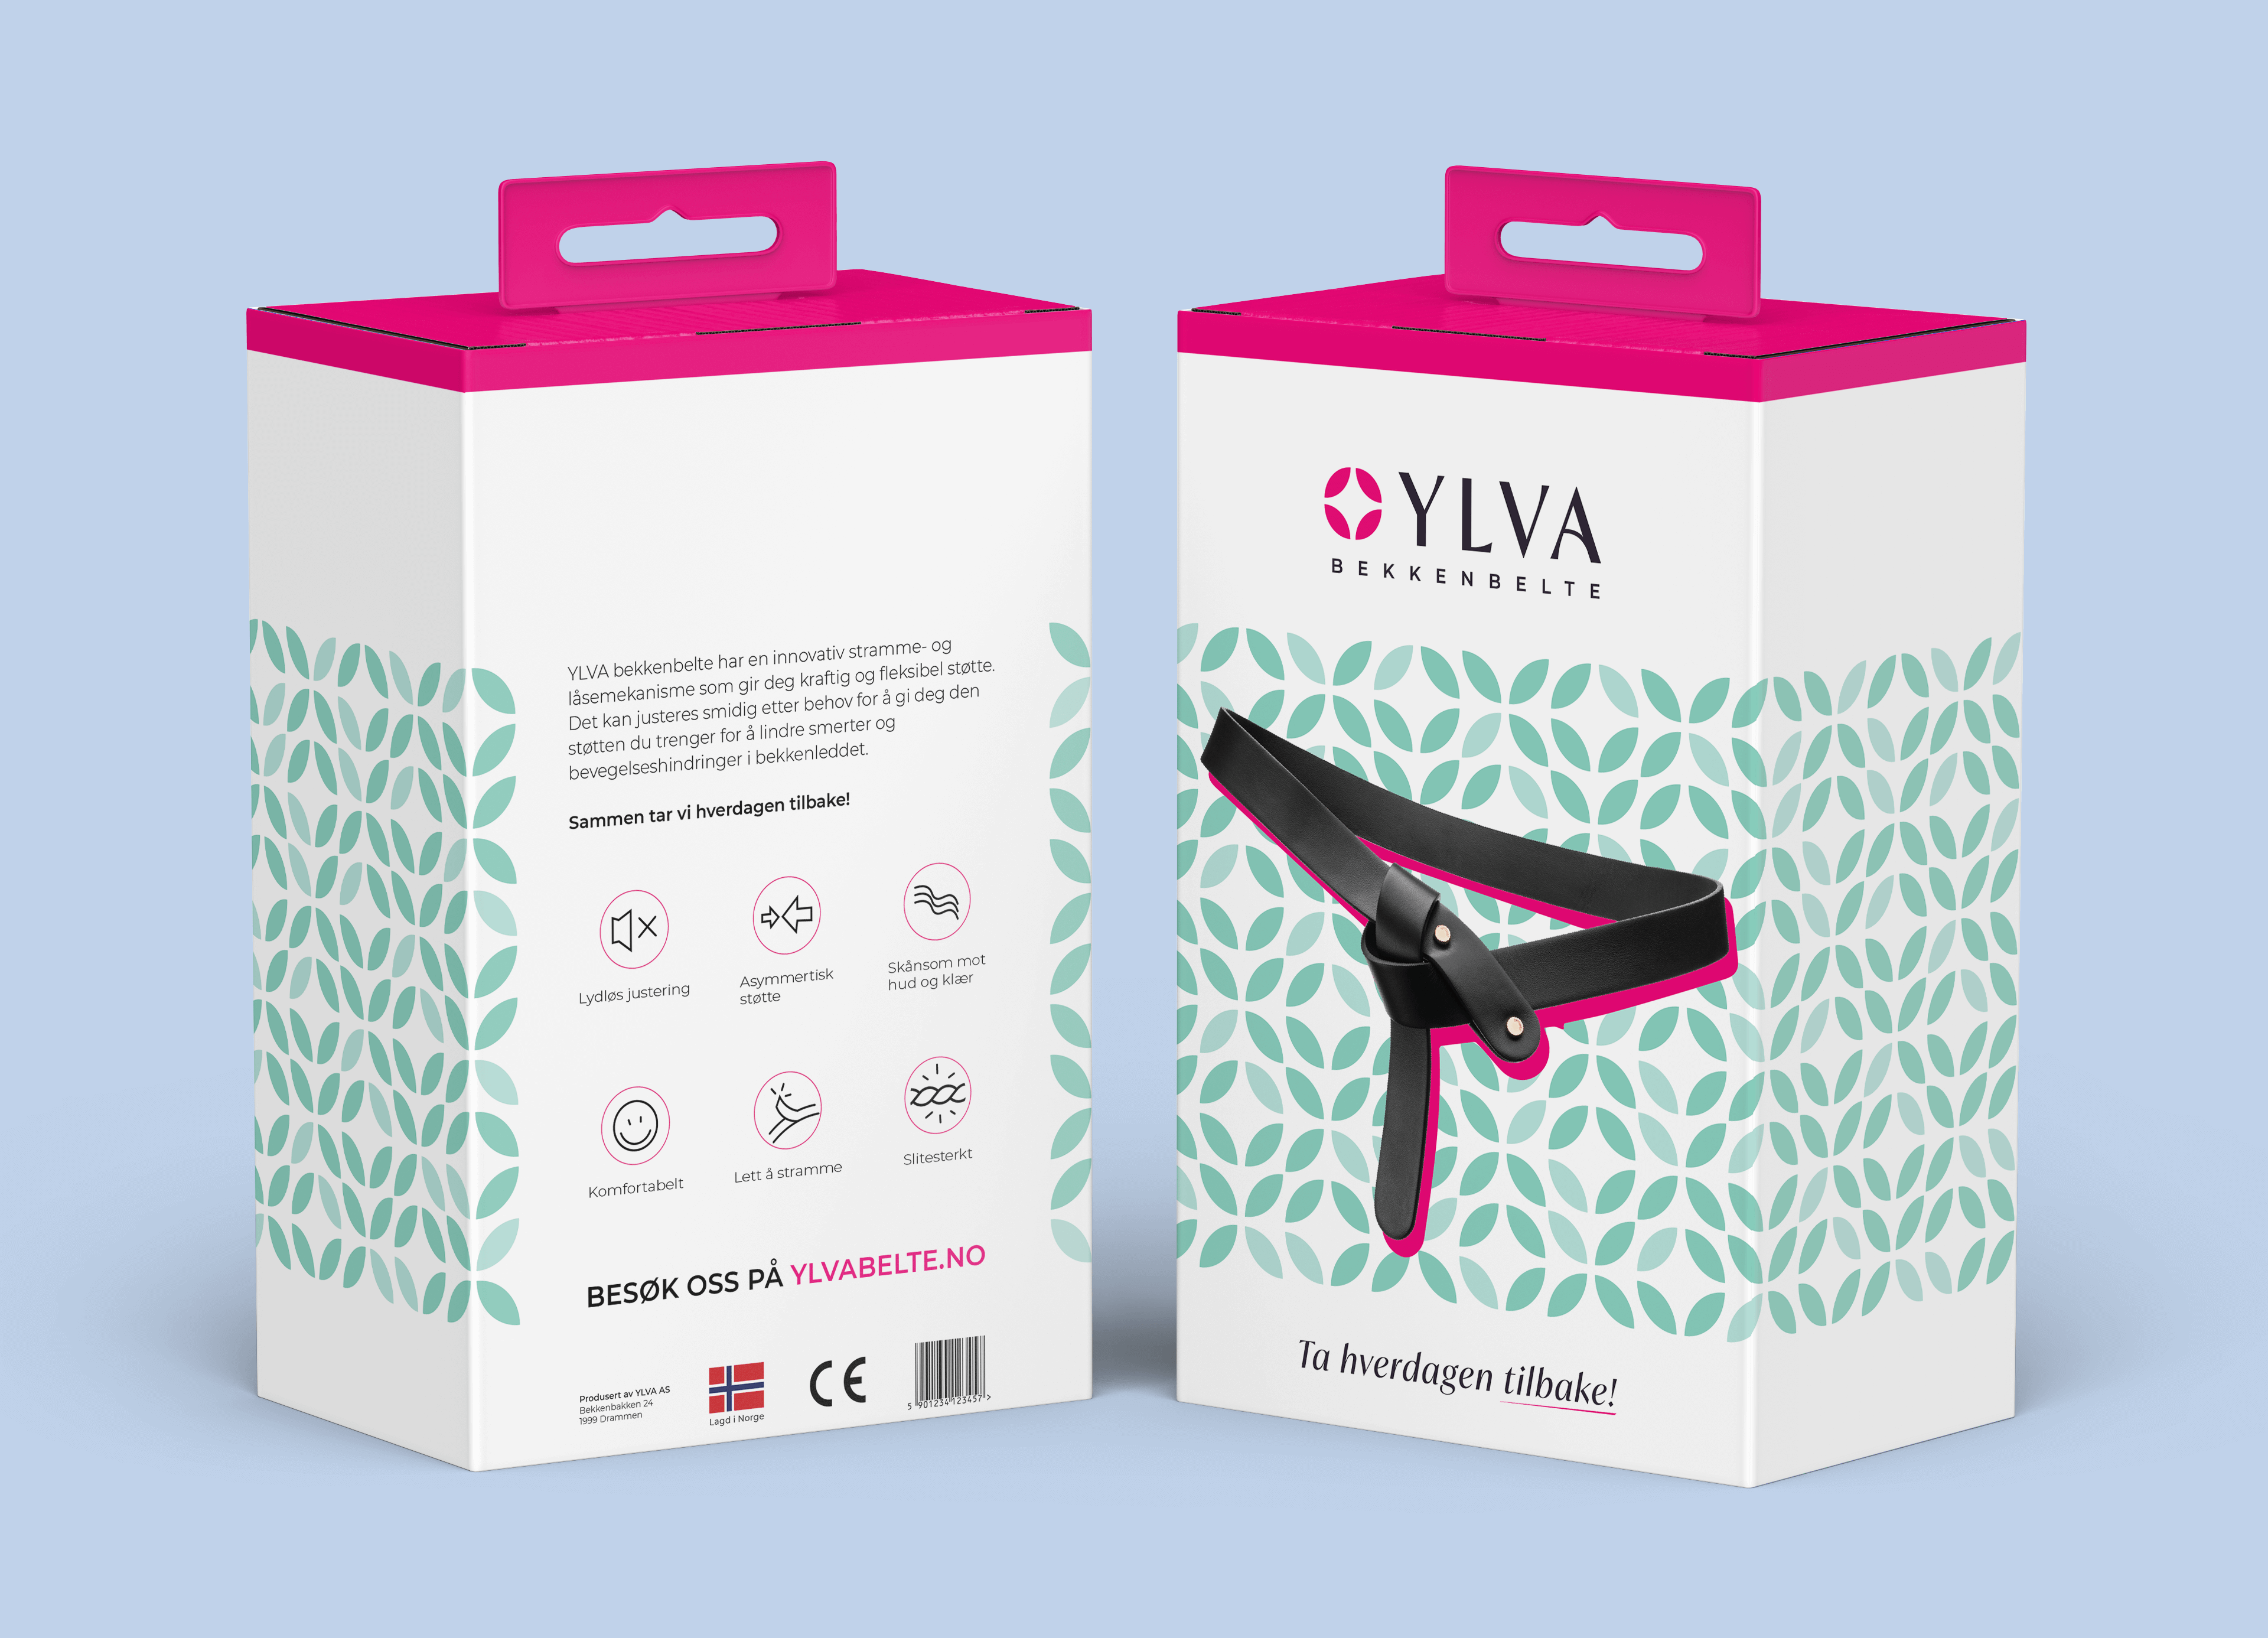 YLVA bekkenbelte har en innovativ stramme- og
låsemekanisme som gir deg kraftig og fleksibel støtte.
Det kan justeres smidig etter behov for å gi deg den
støtten du trenger for å lindre smerter og
bevegelseshindringer i bekkenleddet.
Sammen tar vi hverdagen tilbake!
Lydløs justering
Asymmertisk
støtte
Skånsom mot
hud og klær
Komfortabelt
Lett å stramme
Slitesterkt
BESØK OSS PÅ YLVABELTE.NO
Produsert av YLVA AS
Bekkenbakken 24
1999 Drammen
Lagd i Norge
CE
5 901234 123457 >
YLVA
BEKKENBELTE
Ta hverdagen tilbake!